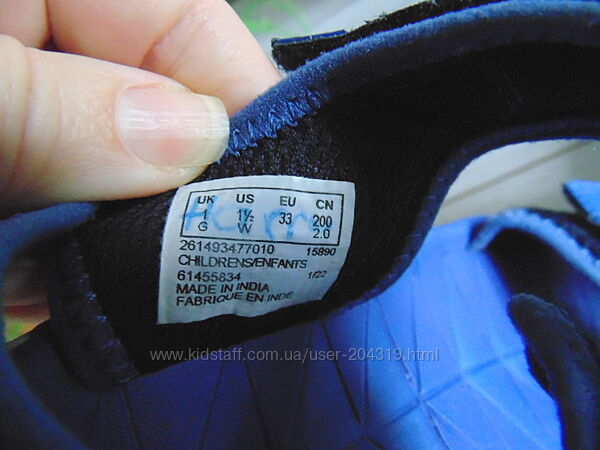 UK US EU CN
1 1½ 33 200
G W 2.0
261493477010 15890
CHILDRENS/ENFANTS
61455834 1/22
MADE IN INDIA
FABRIQUE EN INDE
www.kidstaff.com.ua/user-204319.html